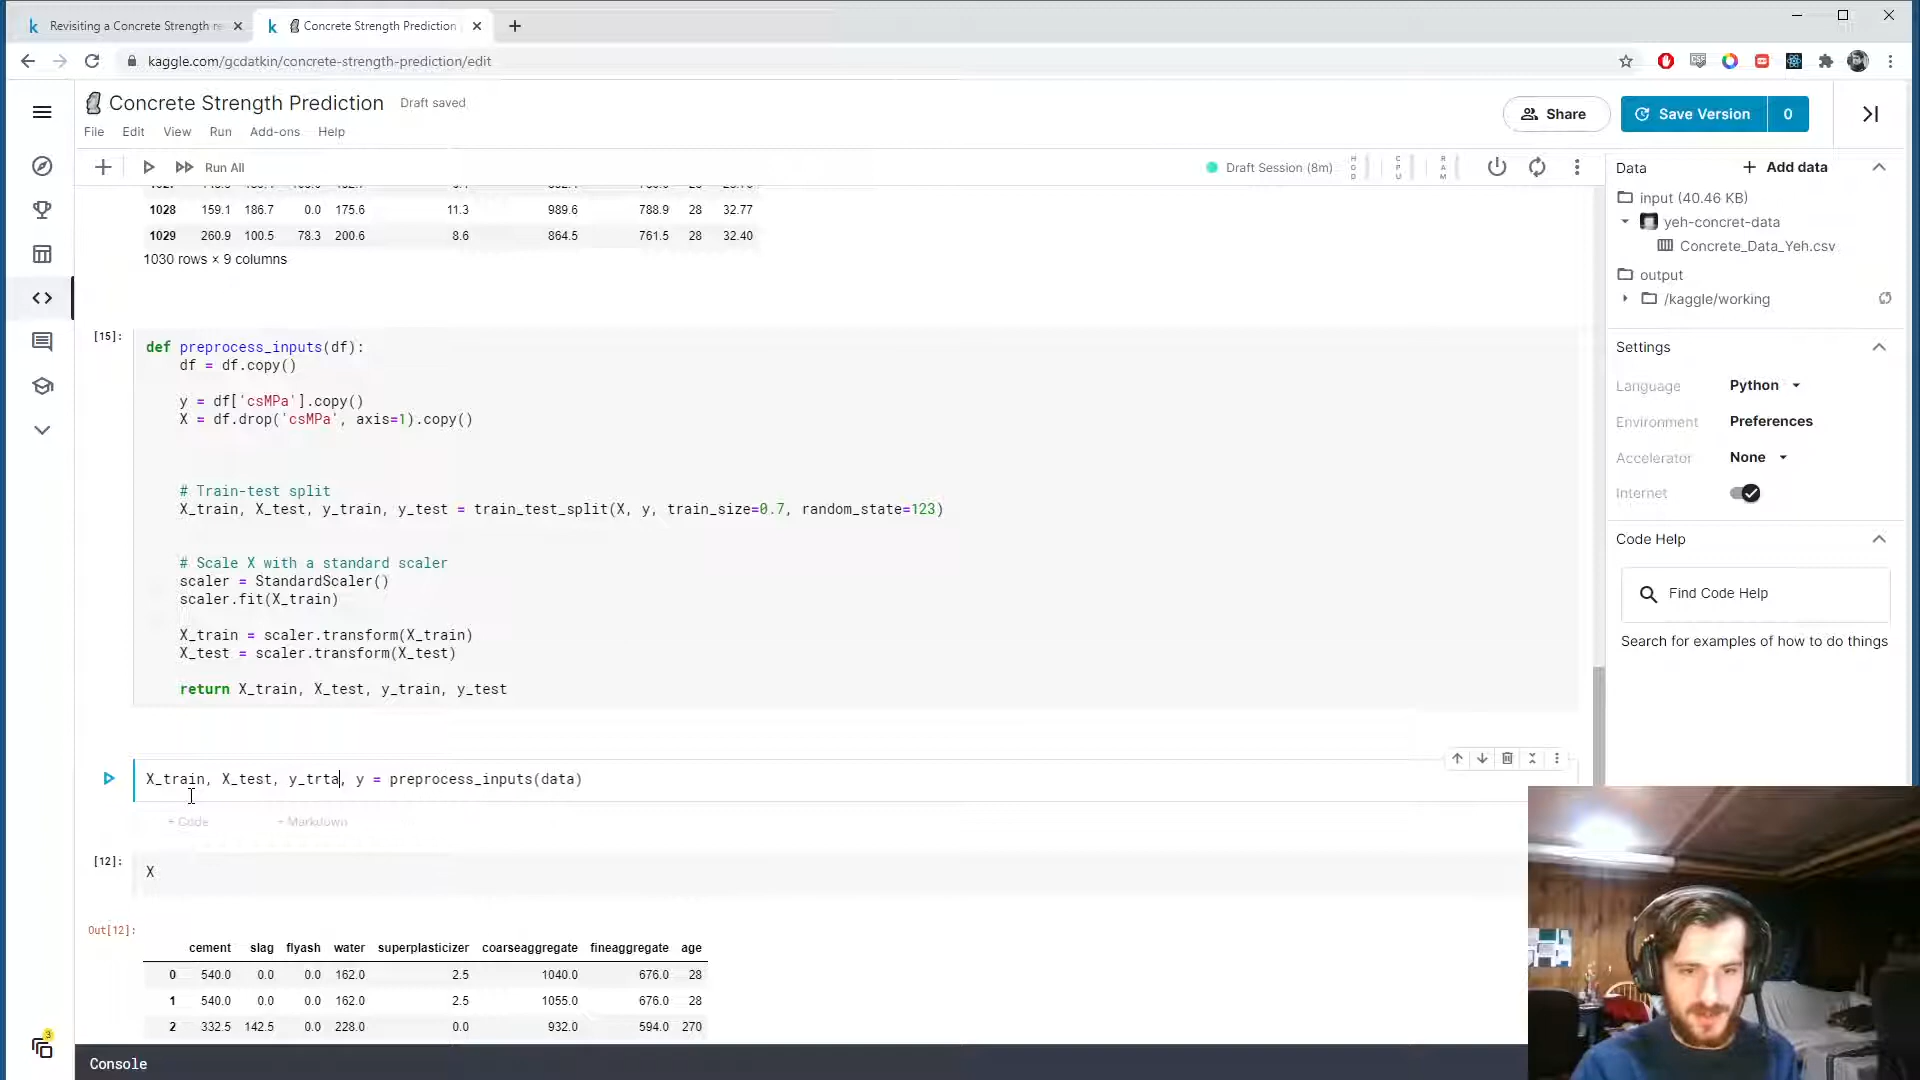 Revisiting a Concrete Strength re
Concrete Strength Prediction
kaggle.com/gcdatkin/concrete-strength-prediction/edit
Concrete Strength Prediction
Draft saved
File Edit View Run Add-ons Help
Share
Save Version
0
Run All
Draft Session (8m)
HDD
CPU
RAM
1028 159.1 186.7 0.0 175.6 11.3 989.6 788.9 28 32.77
1029 260.9 100.5 78.3 200.6 8.6 864.5 761.5 28 32.40
1030 rows × 9 columns
[15]:
def preprocess_inputs(df):
df = df.copy()
y = df['csMPa'].copy()
X = df.drop('csMPa', axis=1).copy()
# Train-test split
X_train, X_test, y_train, y_test = train_test_split(X, y, train_size=0.7, random_state=123)
# Scale X with a standard scaler
scaler = StandardScaler()
scaler.fit(X_train)
X_train = scaler.transform(X_train)
X_test = scaler.transform(X_test)
return X_train, X_test, y_train, y_test
X_train, X_test, y_trta, y = preprocess_inputs(data)
+ Code + Markdown
[12]:
X
Out[12]:
cement slag flyash water superplasticizer coarseaggregate fineaggregate age
0 540.0 0.0 0.0 162.0 2.5 1040.0 676.0 28
1 540.0 0.0 0.0 162.0 2.5 1055.0 676.0 28
2 332.5 142.5 0.0 228.0 0.0 932.0 594.0 270
3
Console
Data
+ Add data
input (40.46 KB)
yeh-concret-data
Concrete_Data_Yeh.csv
output
/kaggle/working
Settings
Language Python
Environment Preferences
Accelerator None
Internet
Code Help
Find Code Help
Search for examples of how to do things